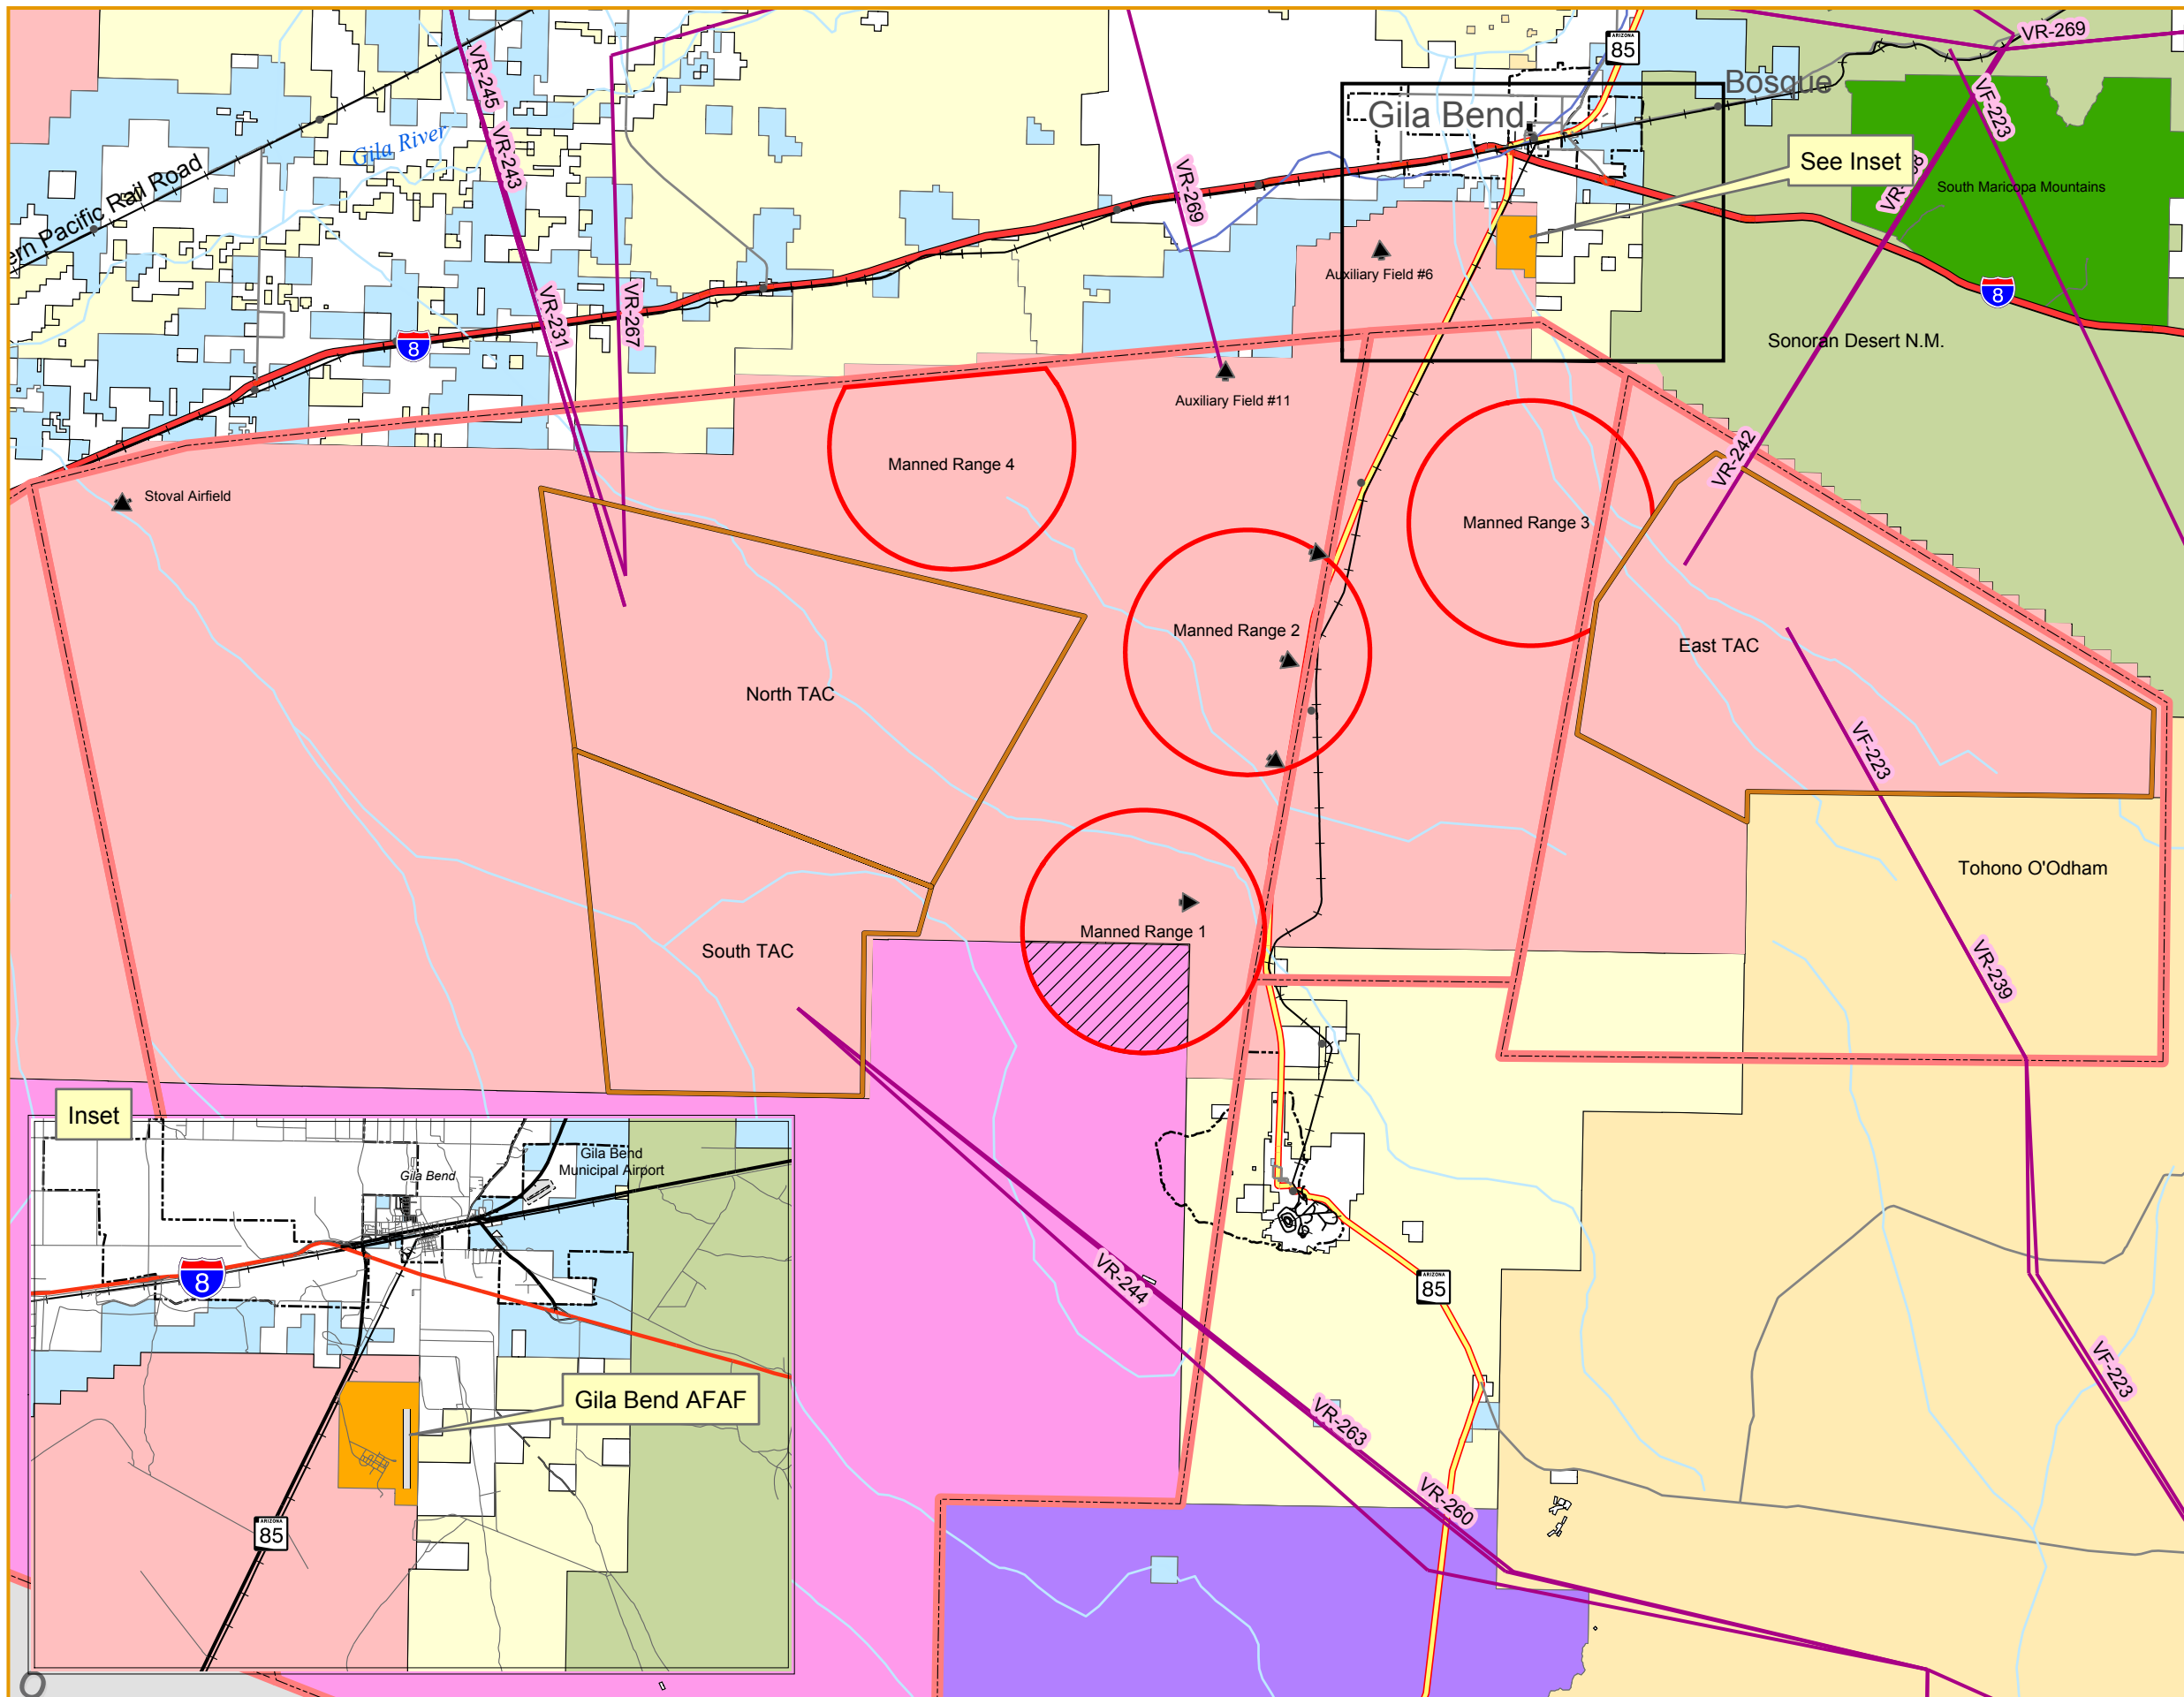 VR-269
ARIZONA
85
VR-245
Bosque
Gila Bend
VF-223
Gila River
VR-243
See Inset
ern Pacific Rail Road
VR-269
South Maricopa Mountains
Auxiliary Field #6
8
VR-231
VR-267
8
Sonoran Desert N.M.
Auxiliary Field #11
VR-242
Manned Range 4
Stoval Airfield
Manned Range 3
Manned Range 2
East TAC
North TAC
VF-223
Tohono O'Odham
Manned Range 1
South TAC
VR-239
Inset
Gila Bend
Municipal Airport
Gila Bend
8
VR-244
ARIZONA
85
VF-223
Gila Bend AFAF
VR-263
VR-260
ARIZONA
85
O